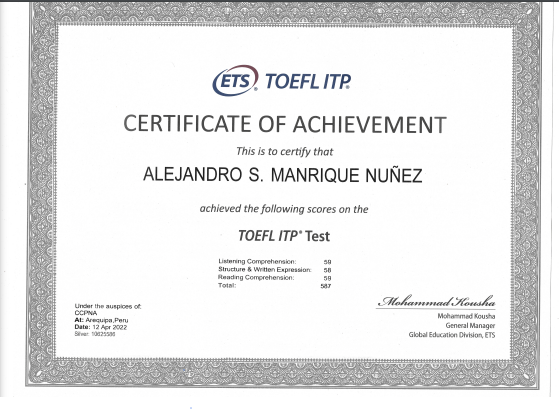 ETS® TOEFL ITP®
CERTIFICATE OF ACHIEVEMENT
This is to certify that
ALEJANDRO S. MANRIQUE NUÑEZ
achieved the following scores on the
TOEFL ITP® Test
Listening Comprehension: 59
Structure & Written Expression: 58
Reading Comprehension: 59
Total: 587
Under the auspices of:
CCPNA
At: Arequipa,Peru
Date: 12 Apr 2022
Silver: 10625586
Mohammad Kousha
Mohammad Kousha
General Manager
Global Education Division, ETS